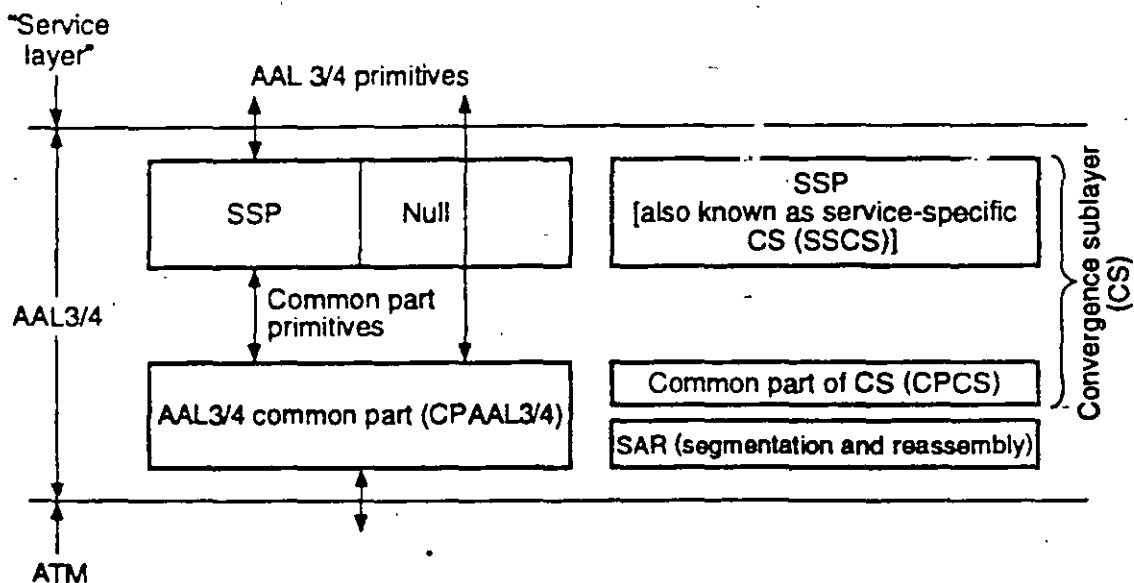 "Service
layer"
AAL 3/4 primitives
SSP
Null
SSP
[also known as service-specific
CS (SSCS)]
Convergence sublayer
(CS)
AAL3/4
Common part
primitives
AAL3/4 common part (CPAAL3/4)
Common part of CS (CPCS)
SAR (segmentation and reassembly)
ATM